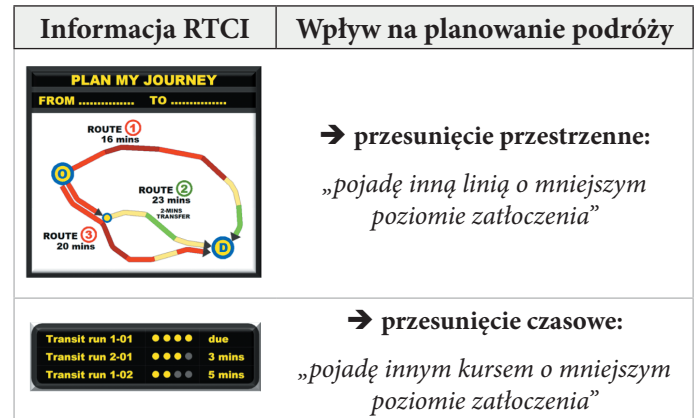 Informacja RTCI
Wpływ na planowanie podróży
PLAN MY JOURNEY
FROM ............... TO ...............
ROUTE 1
16 mins
O
ROUTE 2
23 mins
2-MINS
TRANSFER
ROUTE 3
20 mins
D
➔ przesunięcie przestrzenne:
„pojadę inną linią o mniejszym
poziomie zatłoczenia”
Transit run 1-01 due
Transit run 2-01 3 mins
Transit run 1-02 5 mins
➔ przesunięcie czasowe:
„pojadę innym kursem o mniejszym
poziomie zatłoczenia”